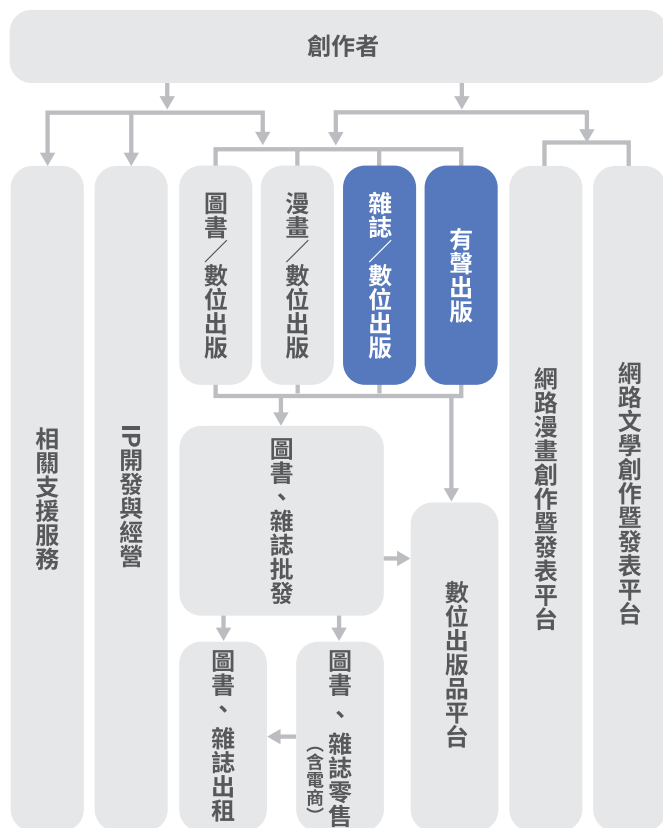 創作者
相關支援服務
IP開發與經營
圖書／數位出版
漫畫／數位出版
雜誌／數位出版
有聲出版
網路漫畫創作暨發表平台
網路文學創作暨發表平台
圖書、雜誌批發
數位出版品平台
圖書、雜誌出租
圖書、雜誌零售
（含電商）